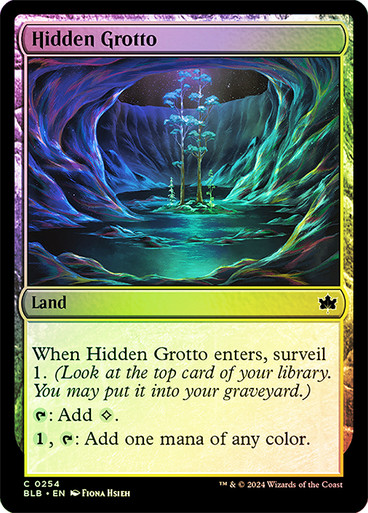 Hidden Grotto
Land
When Hidden Grotto enters, surveil
1. (Look at the top card of your library.
You may put it into your graveyard.)
: Add .
1, : Add one mana of any color.
C 0254
BLB • EN Fiona Hsieh
™ & © 2024 Wizards of the Coast